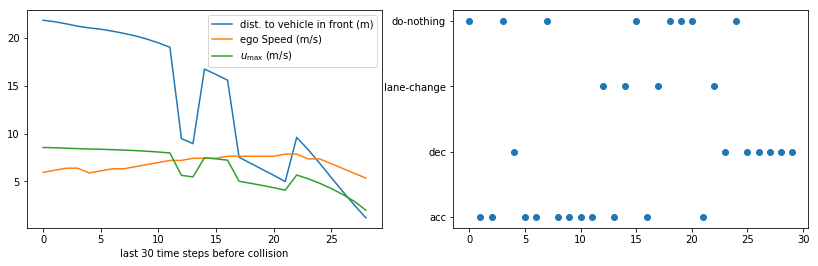 dist. to vehicle in front (m)
ego Speed (m/s)
u_max (m/s)
20
15
10
5
0
5
10
15
20
25
last 30 time steps before collision
do-nothing
lane-change
dec
acc
0
5
10
15
20
25
30